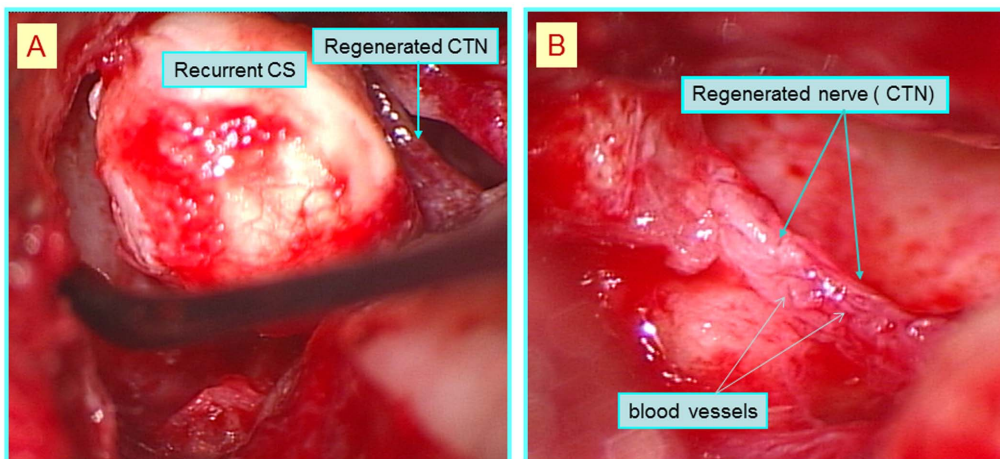 A
Recurrent CS
Regenerated CTN
B
Regenerated nerve ( CTN)
blood vessels